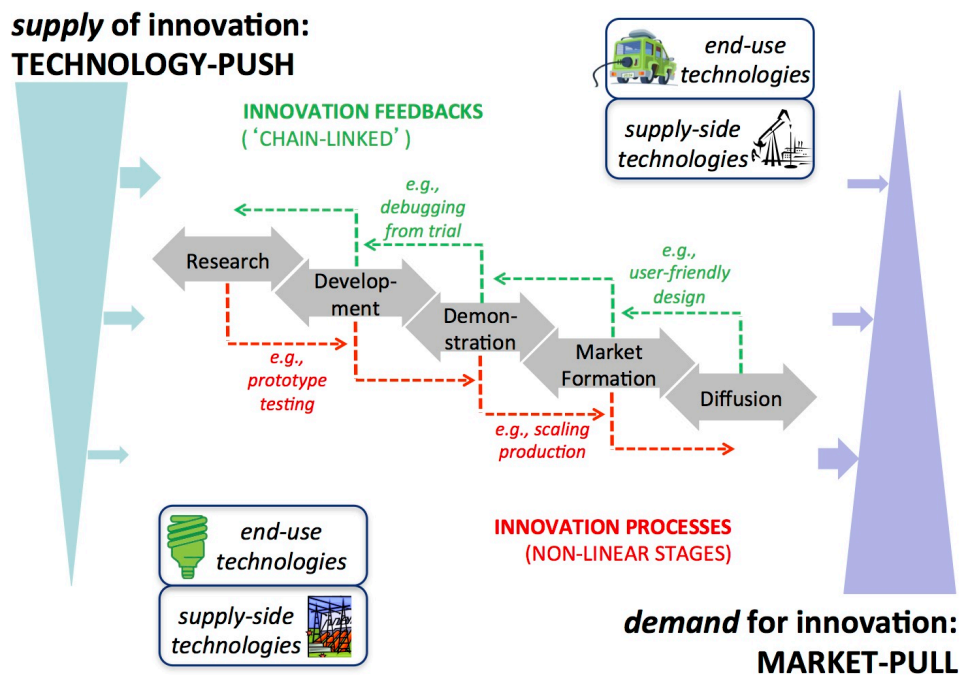 supply of innovation:
TECHNOLOGY-PUSH
end-use
technologies
supply-side
technologies
INNOVATION FEEDBACKS
( ‘CHAIN-LINKED’ )
e.g.,
debugging
from trial
e.g.,
user-friendly
design
Research
Develop-
ment
Demon-
stration
Market
Formation
Diffusion
e.g.,
prototype
testing
e.g., scaling
production
end-use
technologies
supply-side
technologies
INNOVATION PROCESSES
(NON-LINEAR STAGES)
demand for innovation:
MARKET-PULL